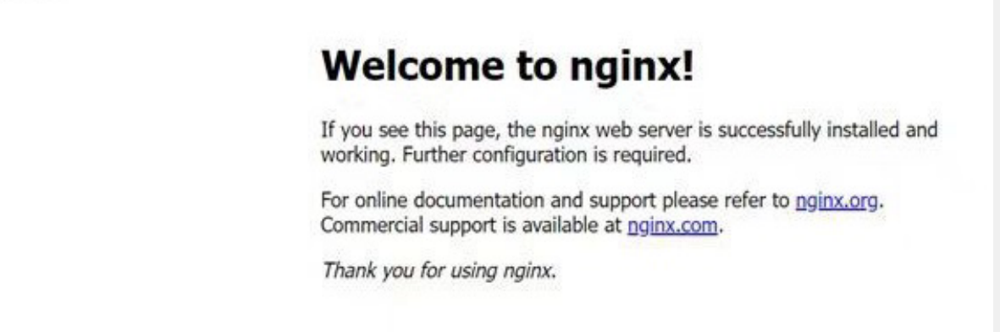 Welcome to nginx!
If you see this page, the nginx web server is successfully installed and
working. Further configuration is required.
For online documentation and support please refer to nginx.org.
Commercial support is available at nginx.com.
Thank you for using nginx.